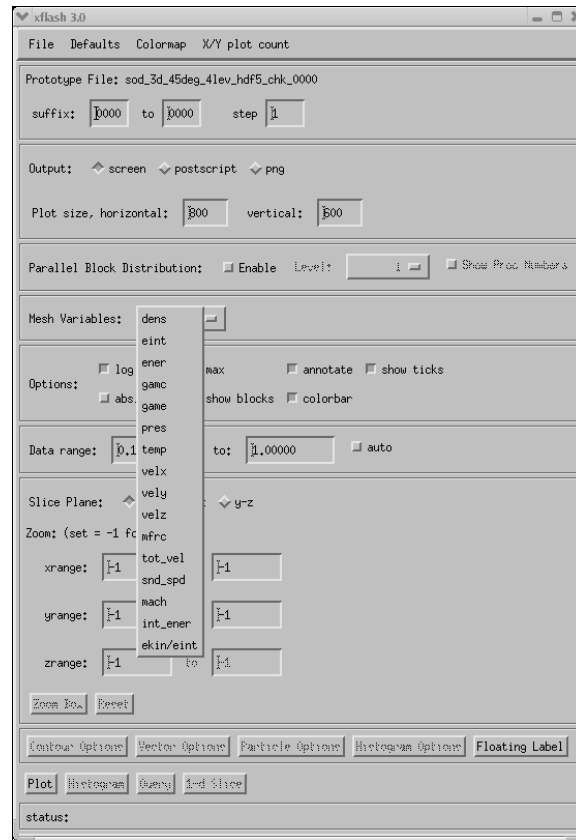 xflash 3.0
File Defaults Colormap X/Y plot count
Prototype File: sod_3d_45deg_4lev_hdf5_chk_0000
suffix: 0000 to 0000 step 1
Output: screen postscript png
Plot size, horizontal: 800 vertical: 600
Parallel Block Distribution: Enable Level: 1 Show Proc Numbers
Mesh Variables: dens
eint
ener
log max annotate show ticks
gamc
Options:
abs. show blocks colorbar
game
pres
Data range: 0.1 temp to: 1.00000 auto
velx
vely
Slice Plane: y-z
velz
Zoom: (set = -1 fo mfrc
tot_vel
xrange: -1 -1
snd_spd
mach
yrange: -1 -1
int_ener
ekin/eint
zrange: -1 to -1
Zoom Box Reset
Contour Options Vector Options Particle Options Histogram Options Floating Label
Plot Histogram Query 1-d Slice
status: